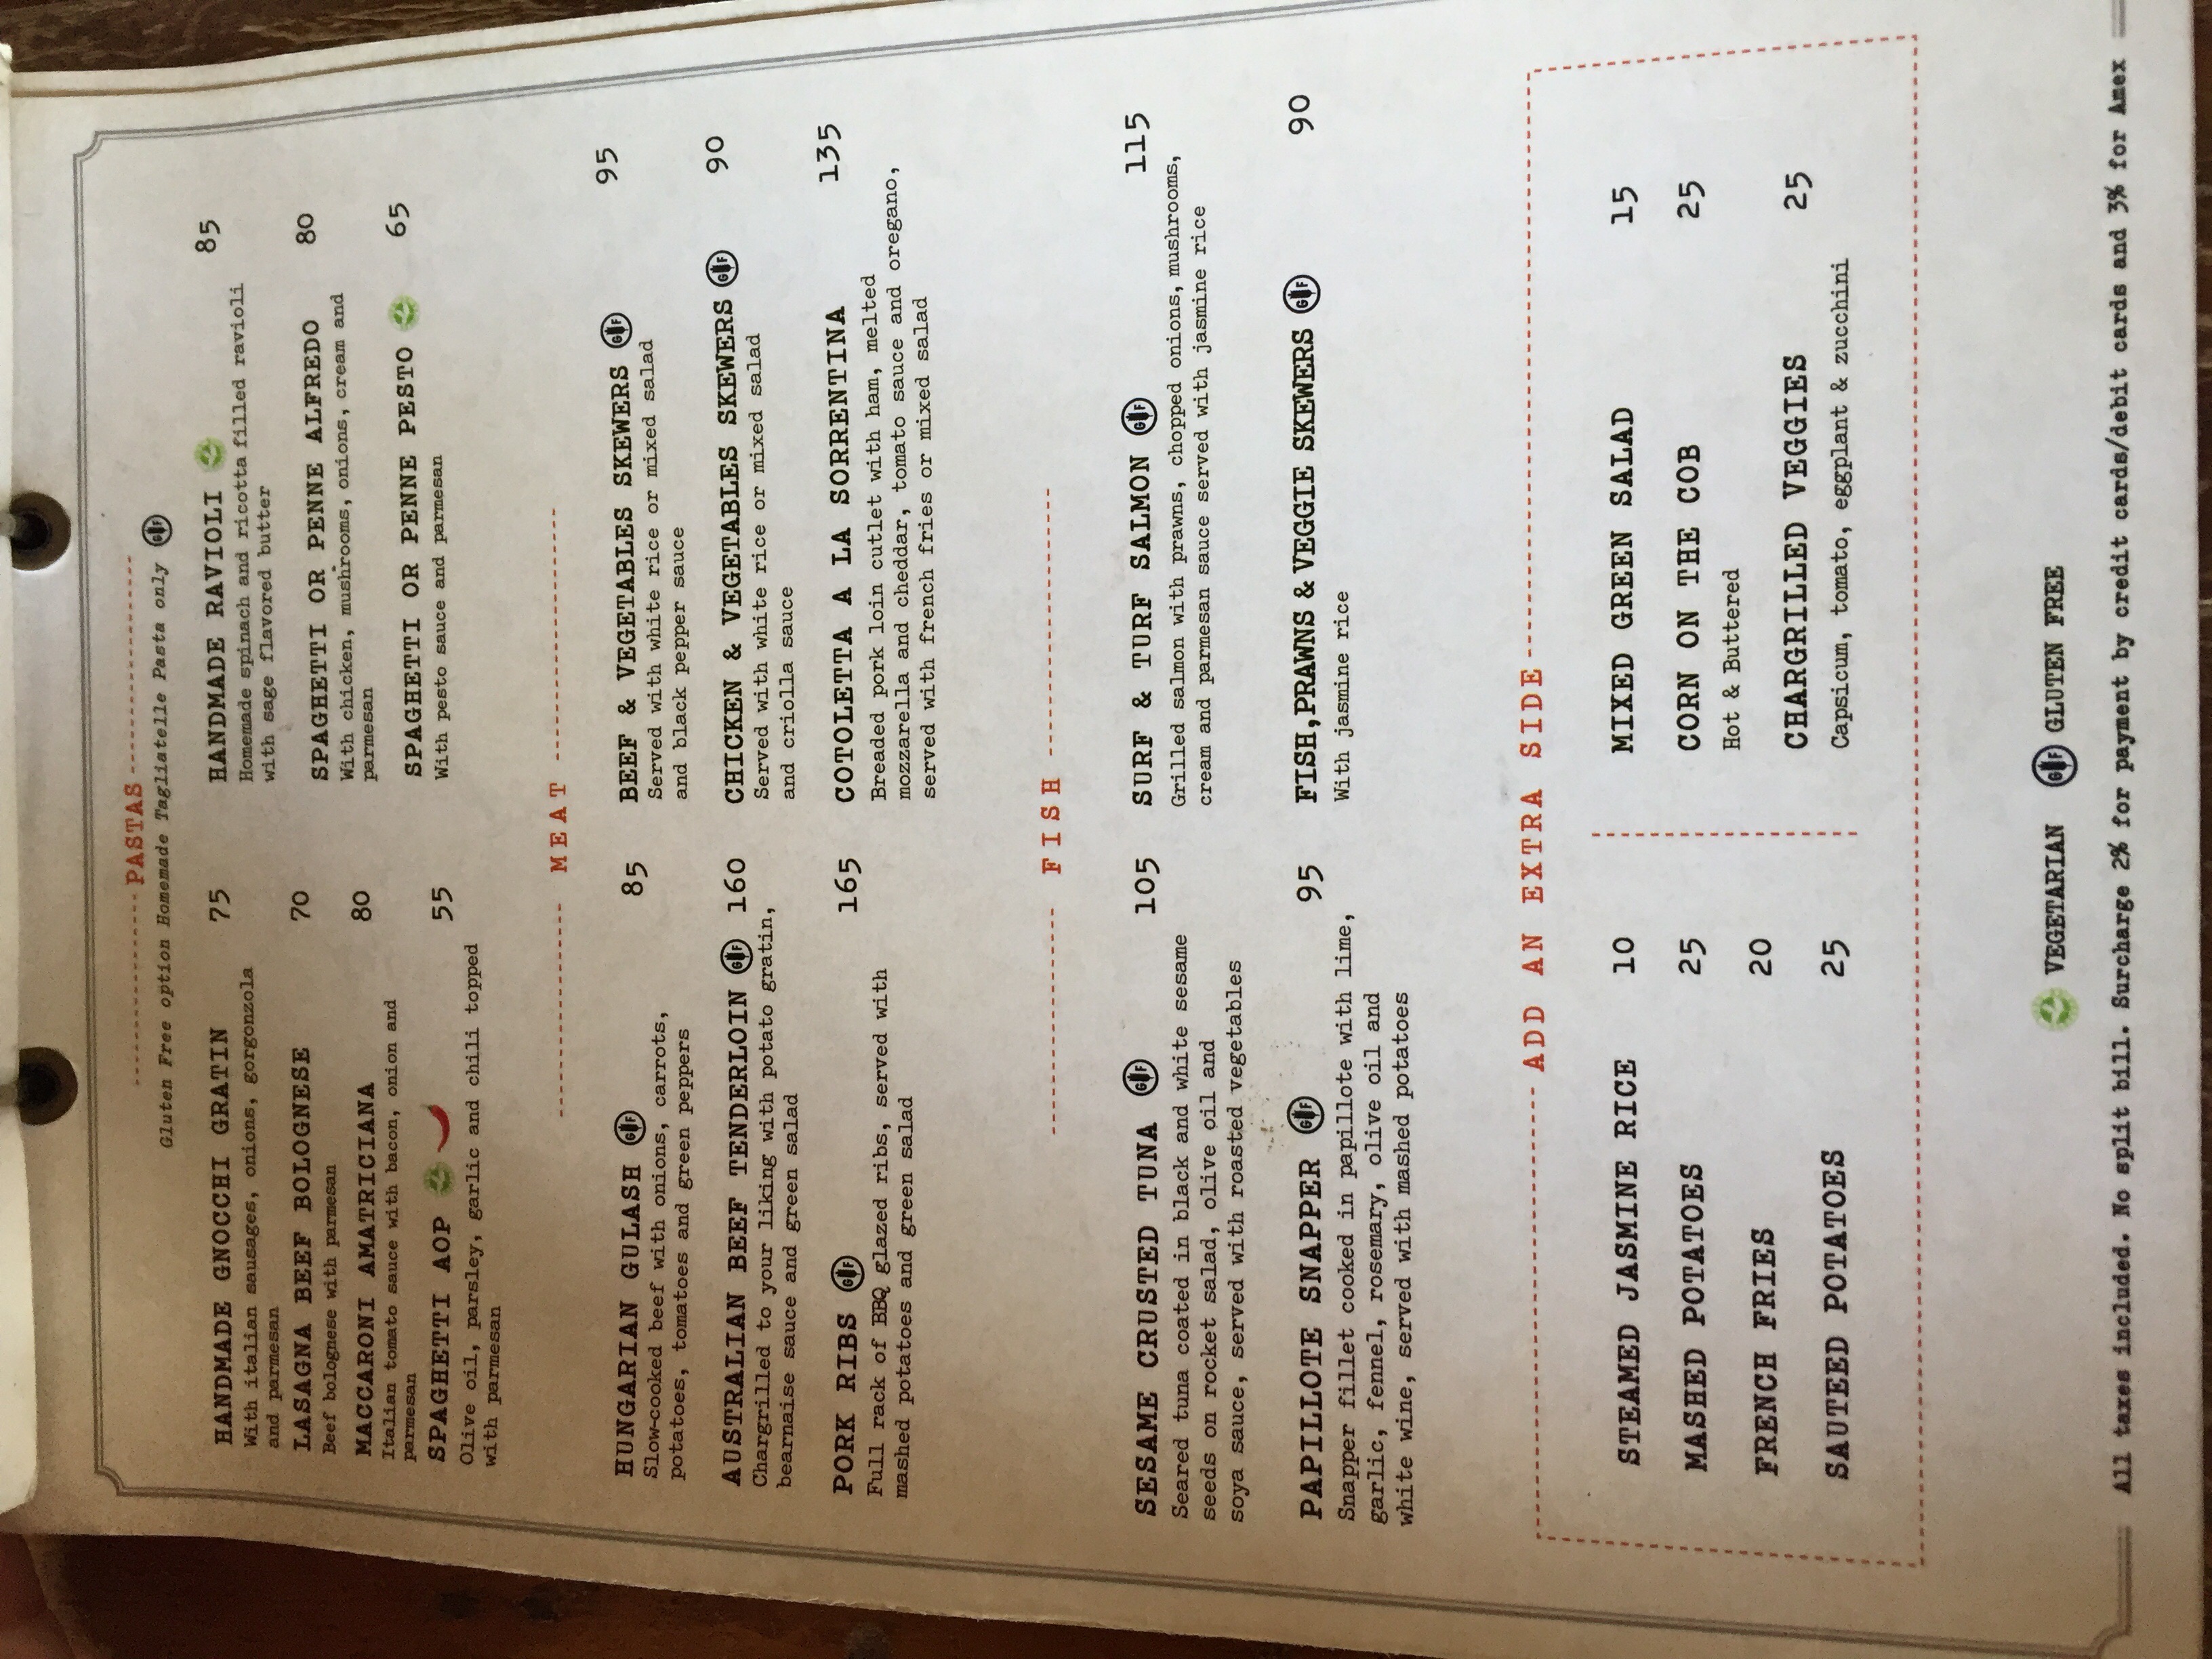 PASTAS
Gluten Free option Homemade Tagliatelle Pasta only GF
HANDMADE GNOCCHI GRATIN 75
With italian sausages, onions, gorgonzola
and parmesan
LASAGNA BEEF BOLOGNESE 70
Beef bolognese with parmesan
MACCARONI AMATRICIANA 80
Italian tomato sauce with bacon, onion and
parmesan
SPAGHETTI AOP 55
Olive oil, parsley, garlic and chili topped
with parmesan
HANDMADE RAVIOLI 85
Homemade spinach and ricotta filled ravioli
with sage flavored butter
SPAGHETTI OR PENNE ALFREDO 80
With chicken, mushrooms, onions, cream and
parmesan
SPAGHETTI OR PENNE PESTO 65
With pesto sauce and parmesan
MEAT
HUNGARIAN GULASH GF 85
Slow-cooked beef with onions, carrots,
potatoes, tomatoes and green peppers
AUSTRALIAN BEEF TENDERLOIN GF 160
Chargrilled to your liking with potato gratin,
bearnaise sauce and green salad
PORK RIBS GF 165
Full rack of BBQ glazed ribs, served with
mashed potatoes and green salad
BEEF & VEGETABLES SKEWERS GF 95
Served with white rice or mixed salad
and black pepper sauce
CHICKEN & VEGETABLES SKEWERS GF 90
Served with white rice or mixed salad
and criolla sauce
COTOLETTA A LA SORRENTINA 135
Breaded pork loin cutlet with ham, melted
mozzarella and cheddar, tomato sauce and oregano,
served with french fries or mixed salad
FISH
SESAME CRUSTED TUNA GF 105
Seared tuna coated in black and white sesame
seeds on rocket salad, olive oil and
soya sauce, served with roasted vegetables
PAPILLOTE SNAPPER GF 95
Snapper fillet cooked in papillote with lime,
garlic, fennel, rosemary, olive oil and
white wine, served with mashed potatoes
SURF & TURF SALMON GF 115
Grilled salmon with prawns, chopped onions, mushrooms,
cream and parmesan sauce served with jasmine rice
FISH, PRAWNS & VEGGIE SKEWERS GF 90
With jasmine rice
ADD AN EXTRA SIDE
STEAMED JASMINE RICE 10
MASHED POTATOES 25
FRENCH FRIES 20
SAUTEED POTATOES 25
MIXED GREEN SALAD 15
CORN ON THE COB 25
Hot & Buttered
CHARGRILLED VEGGIES 25
Capsicum, tomato, eggplant & zucchini
VEGETARIAN GF GLUTEN FREE
All taxes included. No split bill. Surcharge 2% for payment by credit cards/debit cards and 3% for Amex